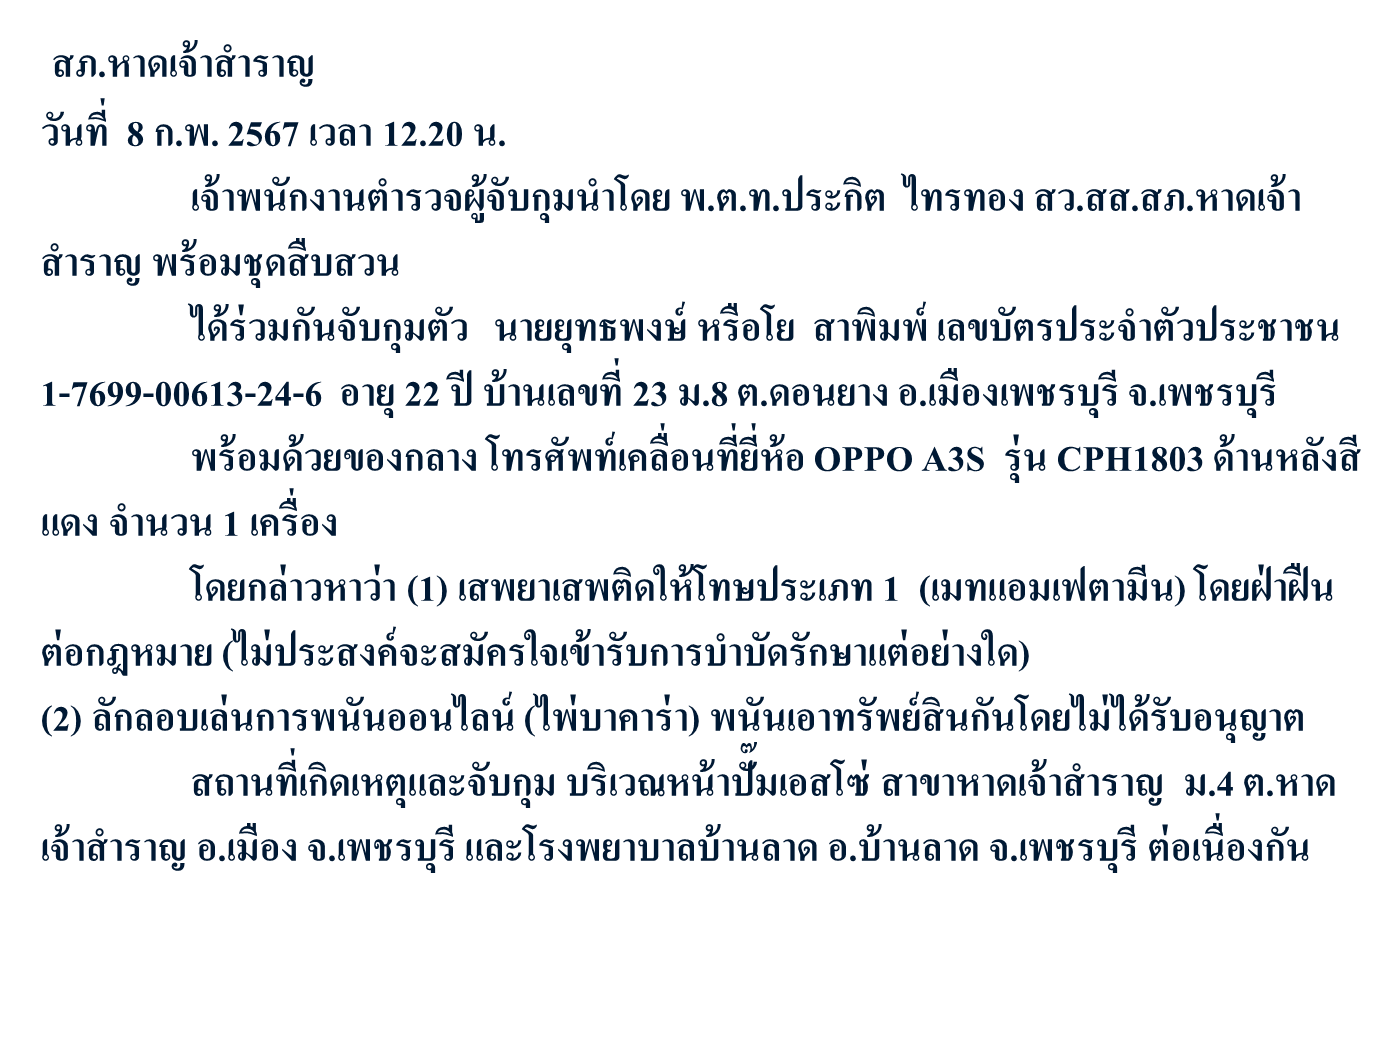 สภ.หาดเจ้าสำราญ
วันที่  8 ก.พ. 2567 เวลา 12.20 น.
เจ้าพนักงานตำรวจผู้จับกุมนำโดย พ.ต.ท.ประกิต  ไทรทอง สว.สส.สภ.หาดเจ้า
สำราญ พร้อมชุดสืบสวน
ได้ร่วมกันจับกุมตัว   นายยุทธพงษ์ หรือโย  สาพิมพ์ เลขบัตรประจำตัวประชาชน
1-7699-00613-24-6  อายุ 22 ปี บ้านเลขที่ 23 ม.8 ต.ดอนยาง อ.เมืองเพชรบุรี จ.เพชรบุรี
พร้อมด้วยของกลาง โทรศัพท์เคลื่อนที่ยี่ห้อ OPPO A3S  รุ่น CPH1803 ด้านหลังสี
แดง จำนวน 1 เครื่อง
โดยกล่าวหาว่า (1) เสพยาเสพติดให้โทษประเภท 1  (เมทแอมเฟตามีน) โดยฝ่าฝืน
ต่อกฎหมาย (ไม่ประสงค์จะสมัครใจเข้ารับการบำบัดรักษาแต่อย่างใด)
(2) ลักลอบเล่นการพนันออนไลน์ (ไพ่บาคาร่า) พนันเอาทรัพย์สินกันโดยไม่ได้รับอนุญาต
สถานที่เกิดเหตุและจับกุม บริเวณหน้าปั๊มเอสโซ่ สาขาหาดเจ้าสำราญ  ม.4 ต.หาด
เจ้าสำราญ อ.เมือง จ.เพชรบุรี และโรงพยาบาลบ้านลาด อ.บ้านลาด จ.เพชรบุรี ต่อเนื่องกัน